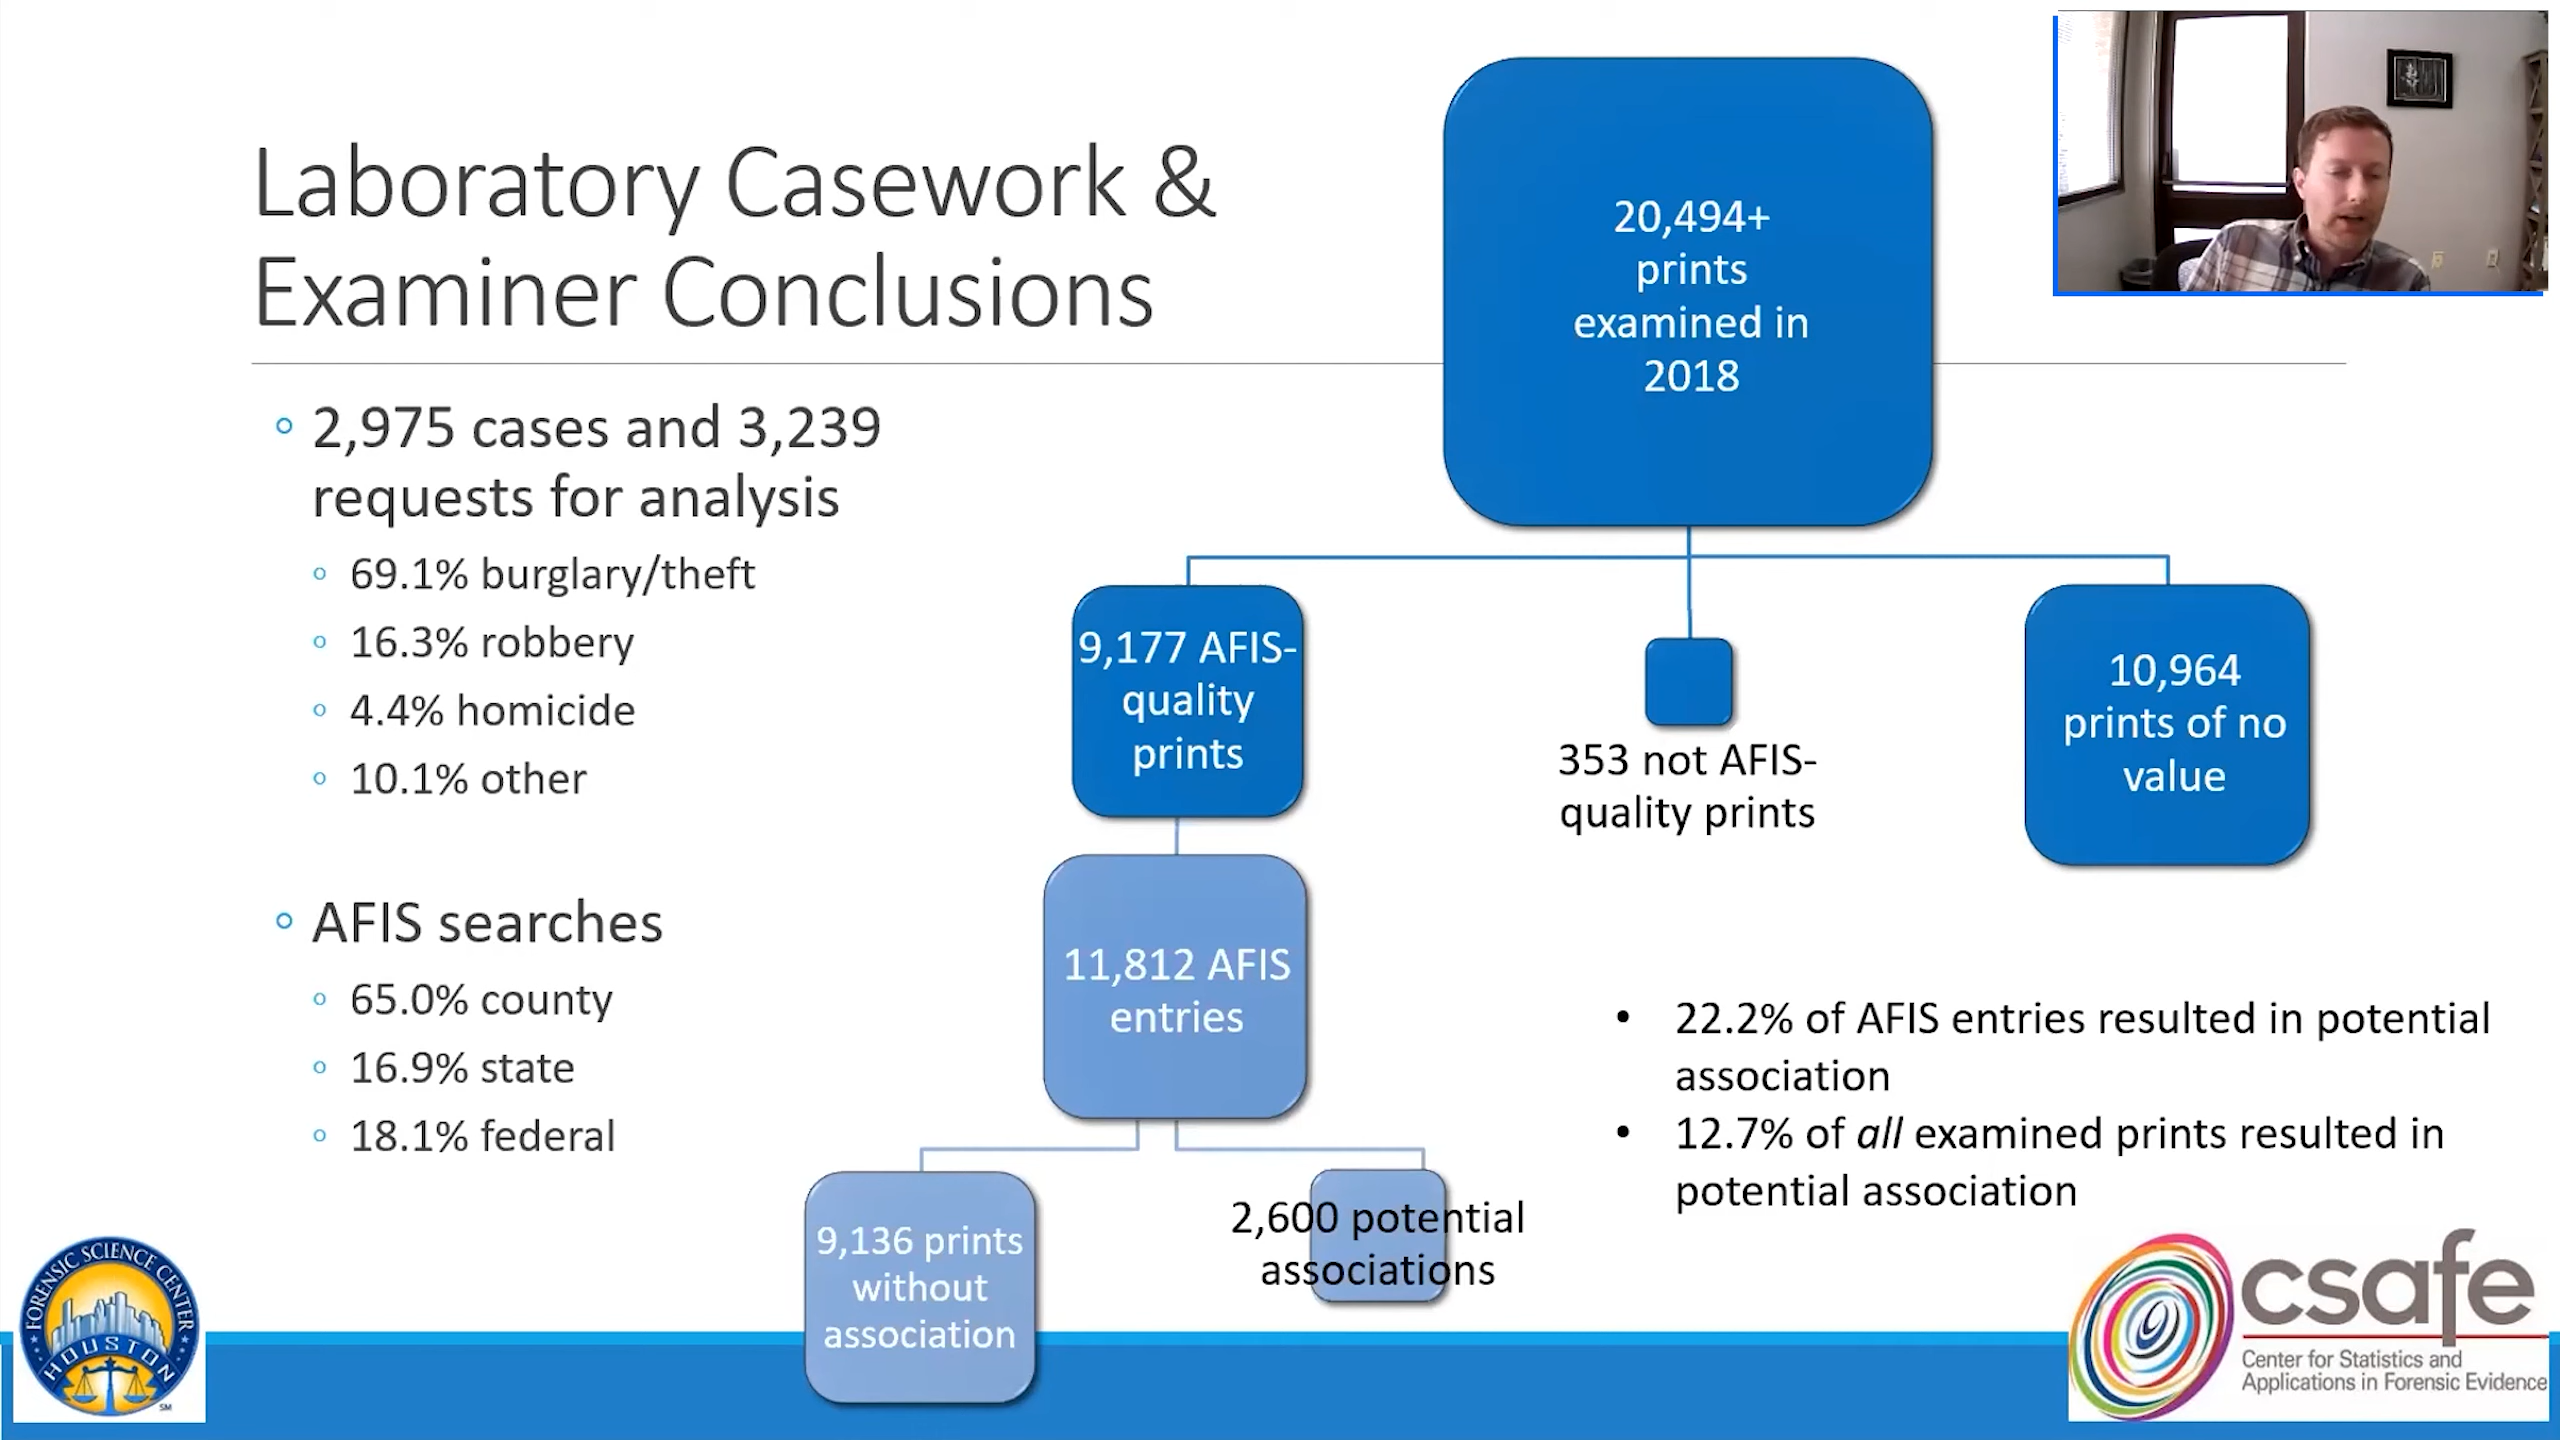 Laboratory Casework &
Examiner Conclusions
2,975 cases and 3,239
requests for analysis
69.1% burglary/theft
16.3% robbery
4.4% homicide
10.1% other
AFIS searches
65.0% county
16.9% state
18.1% federal
20,494+
prints
examined in
2018
9,177 AFIS-
quality
prints
353 not AFIS-
quality prints
10,964
prints of no
value
11,812 AFIS
entries
9,136 prints
without
association
2,600 potential
associations
• 22.2% of AFIS entries resulted in potential
association
• 12.7% of all examined prints resulted in
potential association
FORENSIC SCIENCE CENTER
HOUSTON
SM
csafe
Center for Statistics and
Applications in Forensic Evidence